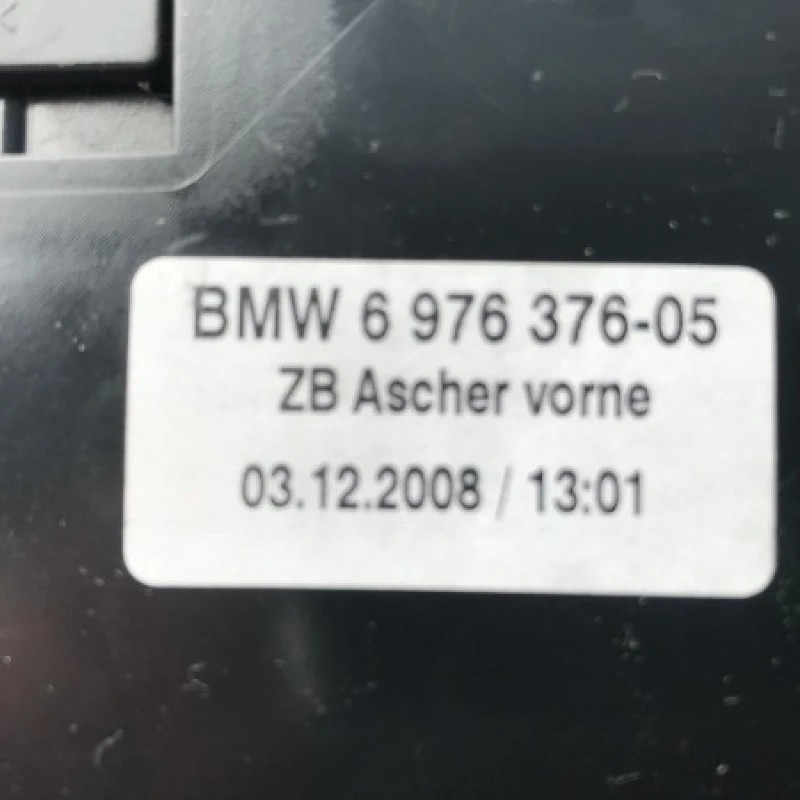 BMW 6 976 376-05
ZB Ascher vorne
03.12.2008 / 13:01